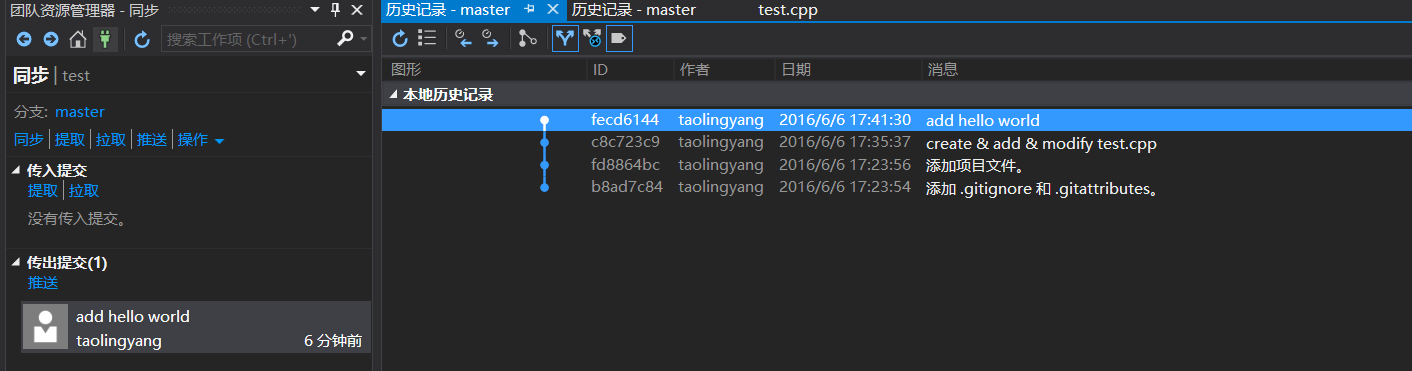 团队资源管理器 - 同步
搜索工作项 (Ctrl+')
同步 | test
分支: master
同步 | 提取 | 拉取 | 推送 | 操作
传入提交
提取 | 拉取
没有传入提交。
传出提交(1)
推送
add hello world
taolingyang 6 分钟前
历史记录 - master 历史记录 - master test.cpp
图形 ID 作者 日期 消息
本地历史记录
fecd6144 taolingyang 2016/6/6 17:41:30 add hello world
c8c723c9 taolingyang 2016/6/6 17:35:37 create & add & modify test.cpp
fd8864bc taolingyang 2016/6/6 17:23:56 添加项目文件。
b8ad7c84 taolingyang 2016/6/6 17:23:54 添加 .gitignore 和 .gitattributes。